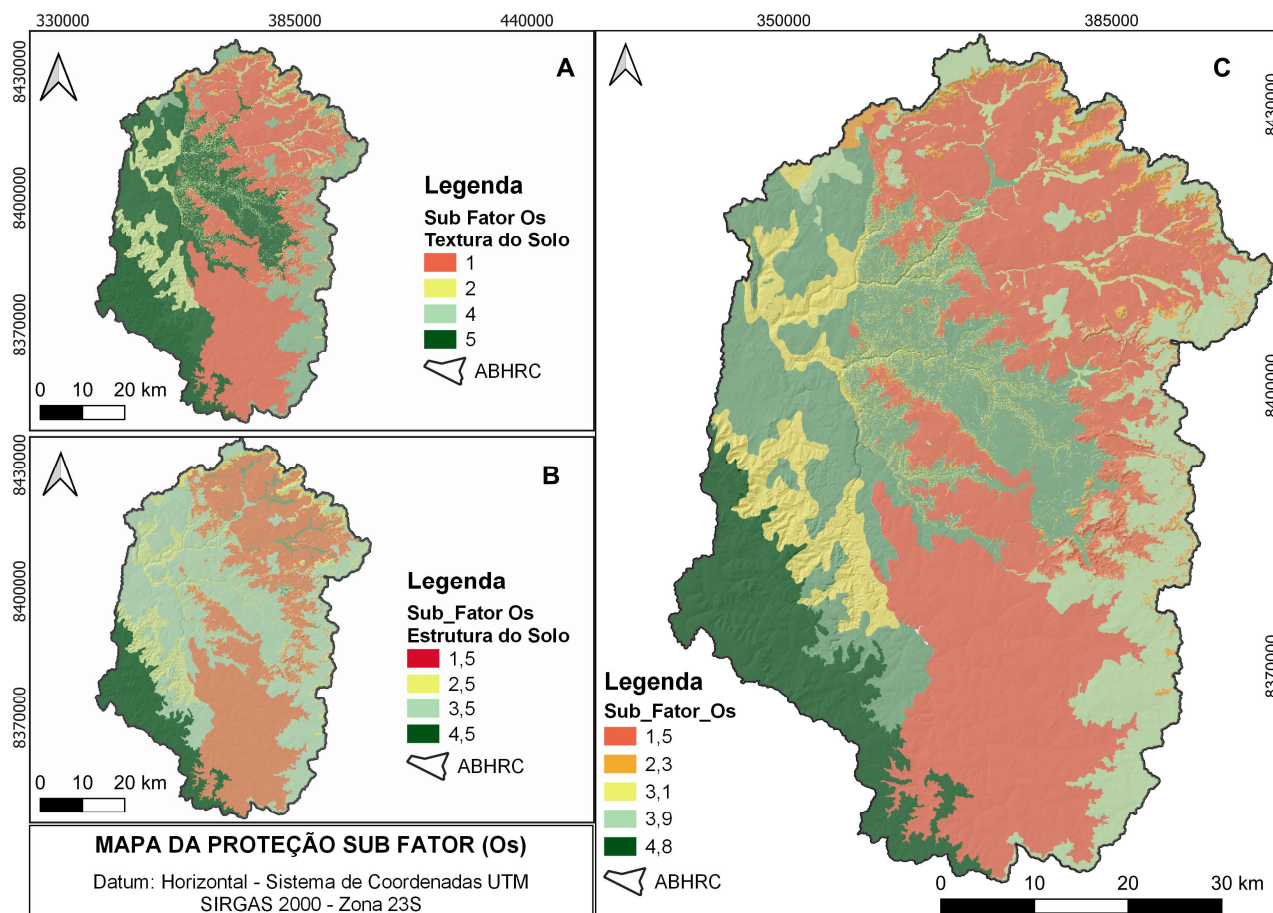 330000 385000 440000
350000 385000
8430000
8400000
8370000
A
Legenda
Sub Fator Os
Textura do Solo
1
2
4
5
ABHRC
0 10 20 km
8430000
8400000
8370000
B
Legenda
Sub_Fator Os
Estrutura do Solo
1,5
2,5
3,5
4,5
ABHRC
0 10 20 km
MAPA DA PROTEÇÃO SUB FATOR (Os)
Datum: Horizontal - Sistema de Coordenadas UTM
SIRGAS 2000 - Zona 23S
C
8430000
8400000
8370000
Legenda
Sub_Fator_Os
1,5
2,3
3,1
3,9
4,8
ABHRC
0 10 20 30 km